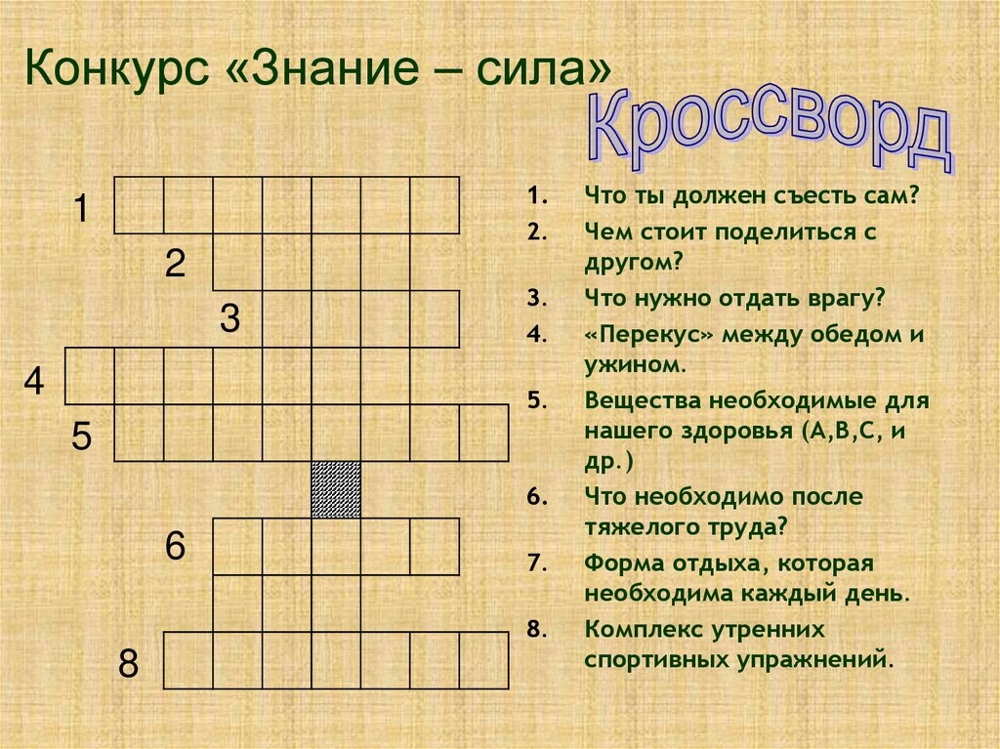 Конкурс «Знание – сила»
Кроссворд
1
2
3
4
5
6
8
1. Что ты должен съесть сам?
2. Чем стоит поделиться с
другом?
3. Что нужно отдать врагу?
4. «Перекус» между обедом и
ужином.
5. Вещества необходимые для
нашего здоровья (А,В,С, и
др.)
6. Что необходимо после
тяжелого труда?
7. Форма отдыха, которая
необходима каждый день.
8. Комплекс утренних
спортивных упражнений.